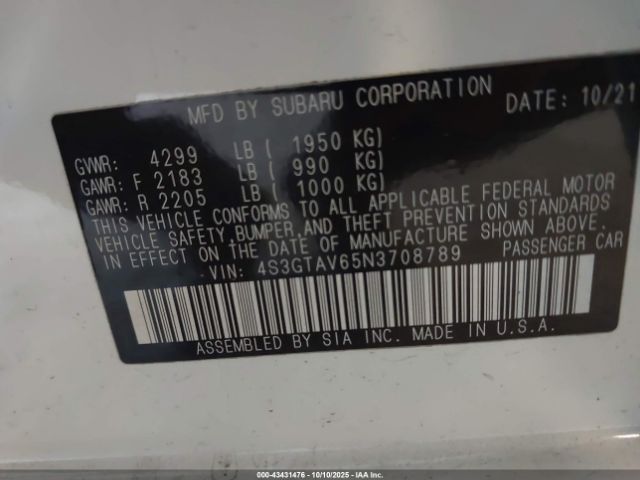 MFD BY SUBARU CORPORATION DATE: 10/21
GVWR: 4299 LB ( 1950 KG)
GAWR: F 2183 LB ( 990 KG)
GAWR: R 2205 LB ( 1000 KG)
THIS VEHICLE CONFORMS TO ALL APPLICABLE FEDERAL MOTOR
VEHICLE SAFETY,BUMPER,AND THEFT PREVENTION STANDARDS
IN EFFECT ON THE DATE OF MANUFACTURE SHOWN ABOVE.
VIN: 4S3GTAV65N3708789 PASSENGER CAR
ASSEMBLED BY SIA INC. MADE IN U.S.A.
000-43431476 - 10/10/2025 - IAA Inc.